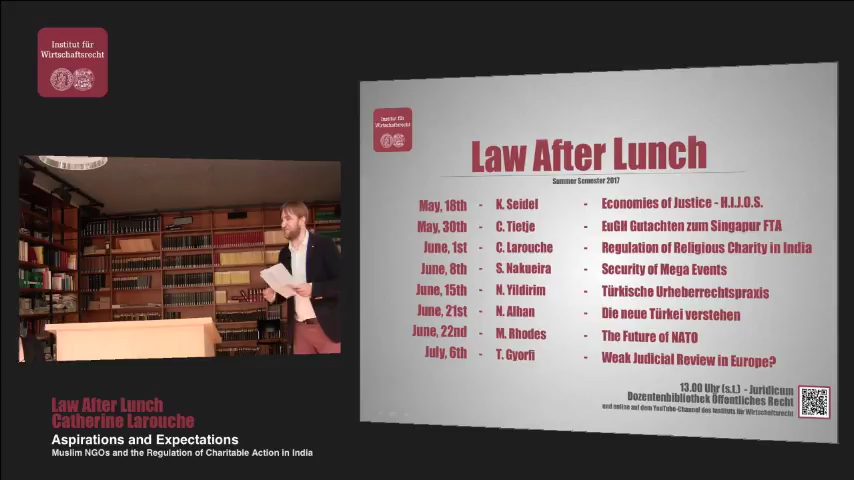 Institut für
Wirtschaftsrecht
Law After Lunch
Catherine Larouche
Aspirations and Expectations
Muslim NGOs and the Regulation of Charitable Action in India
Institut für
Wirtschaftsrecht
Law After Lunch
Summer Semester 2017
May, 18th - K. Seidel - Economies of Justice - H.I.J.O.S.
May, 30th - C. Tietje - EuGH Gutachten zum Singapur FTA
June, 1st - C. Larouche - Regulation of Religious Charity in India
June, 8th - S. Nakueira - Security of Mega Events
June, 15th - N. Yildirim - Türkische Urheberrechtspraxis
June, 21st - N. Alhan - Die neue Türkei verstehen
June, 22nd - M. Rhodes - The Future of NATO
July, 6th - T. Gyorfi - Weak Judicial Review in Europe?
13.00 Uhr (s.t.) - Juridicum
Dozentenbibliothek Öffentliches Recht
und online auf dem YouTube-Channel des Instituts für Wirtschaftsrecht